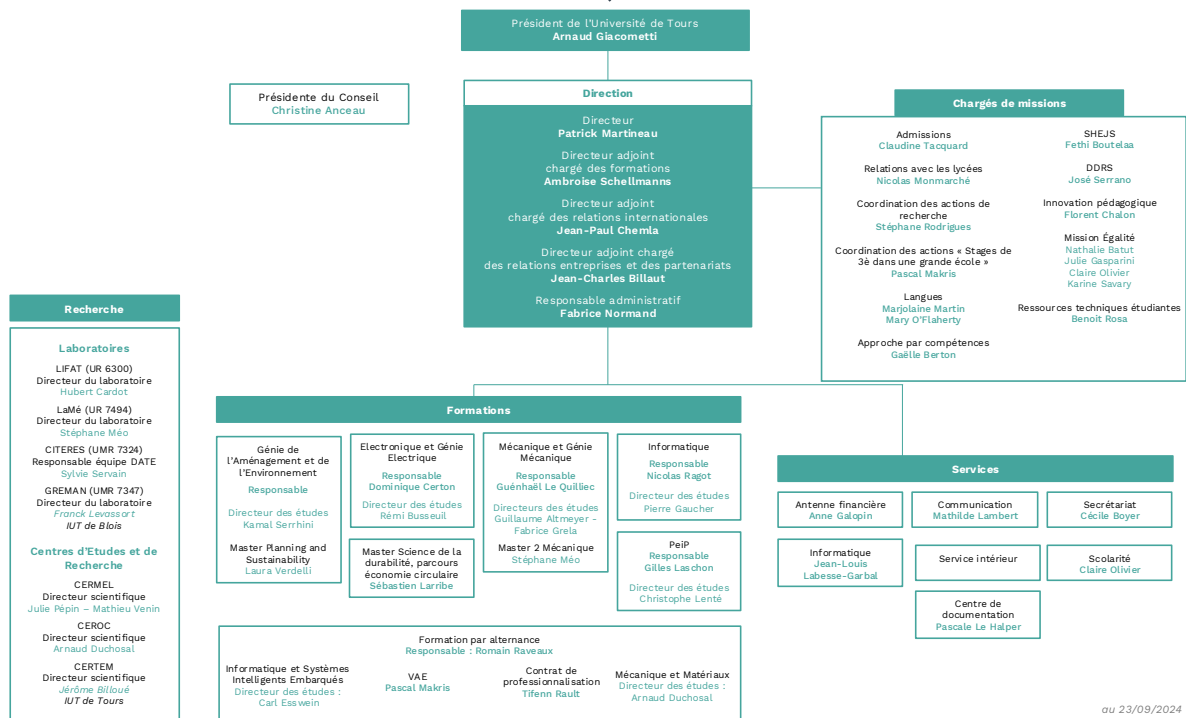 Président de l'Université de Tours
Arnaud Giacometti
Présidente du Conseil
Christine Anceau
Direction
Directeur
Patrick Martineau
Directeur adjoint
chargé des formations
Ambroise Schellmanns
Directeur adjoint
chargé des relations internationales
Jean-Paul Chemla
Directeur adjoint chargé
des relations entreprises et des partenariats
Jean-Charles Billaut
Responsable administratif
Fabrice Normand
Chargés de missions
Admissions
Claudine Tacquard
Relations avec les lycées
Nicolas Monmarché
Coordination des actions de
recherche
Stéphane Rodrigues
Coordination des actions « Stages de
3è dans une grande école »
Pascal Makris
Langues
Marjolaine Martin
Mary O'Flaherty
Approche par compétences
Gaëlle Berton
SHEJS
Fethi Boutelaa
DDRS
José Serrano
Innovation pédagogique
Florent Chalon
Mission Égalité
Nathalie Batut
Julie Gasparini
Claire Olivier
Karine Savary
Ressources techniques étudiantes
Benoit Rosa
Recherche
Laboratoires
LIFAT (UR 6300)
Directeur du laboratoire
Hubert Cardot
LaMé (UR 7494)
Directeur du laboratoire
Stéphane Méo
CITERES (UMR 7324)
Responsable équipe DATE
Sylvie Servain
GREMAN (UMR 7347)
Directeur du laboratoire
Franck Levassort
IUT de Blois
Centres d'Etudes et de
Recherche
CERMEL
Directeur scientifique
Julie Pépin – Mathieu Venin
CEROC
Directeur scientifique
Arnaud Duchosal
CERTEM
Directeur scientifique
Jérôme Billoué
IUT de Tours
Formations
Génie de
l'Aménagement et de
l'Environnement
Responsable
Directeur des études
Kamal Serrhini
Master Planning and
Sustainability
Laura Verdelli
Electronique et Génie
Electrique
Responsable
Dominique Certon
Directeur des études
Rémi Busseuil
Master Science de la
durabilité, parcours
économie circulaire
Sébastien Larribe
Mécanique et Génie
Mécanique
Responsable
Guénhaël Le Quilliec
Directeurs des études
Guillaume Altmeyer -
Fabrice Grela
Master 2 Mécanique
Stéphane Méo
Informatique
Responsable
Nicolas Ragot
Directeur des études
Pierre Gaucher
PeiP
Responsable
Gilles Laschon
Directeur des études
Christophe Lenté
Formation par alternance
Responsable : Romain Raveaux
Informatique et Systèmes
Intelligents Embarqués
Directeur des études :
Carl Esswein
VAE
Pascal Makris
Contrat de
professionnalisation
Tifenn Rault
Mécanique et Matériaux
Directeur des études :
Arnaud Duchosal
Services
Antenne financière
Anne Galopin
Communication
Mathilde Lambert
Secrétariat
Cécile Boyer
Informatique
Jean-Louis
Labesse-Garbal
Service intérieur
Scolarité
Claire Olivier
Centre de
documentation
Pascale Le Halper
au 23/09/2024